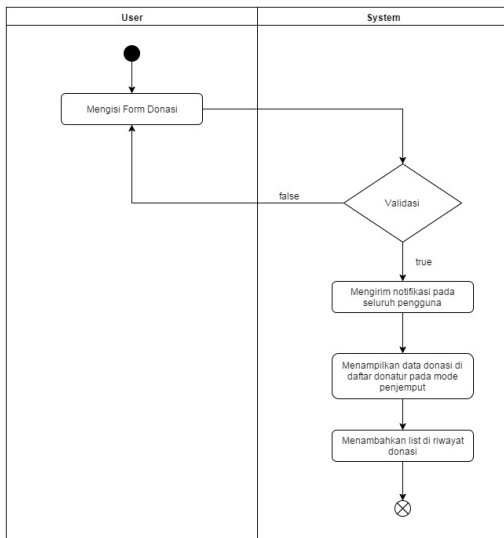 User
System
Mengisi Form Donasi
Validasi
false
true
Mengirim notifikasi pada
seluruh pengguna
Menampilkan data donasi di
daftar donatur pada mode
penjemput
Menambahkan list di riwayat
donasi